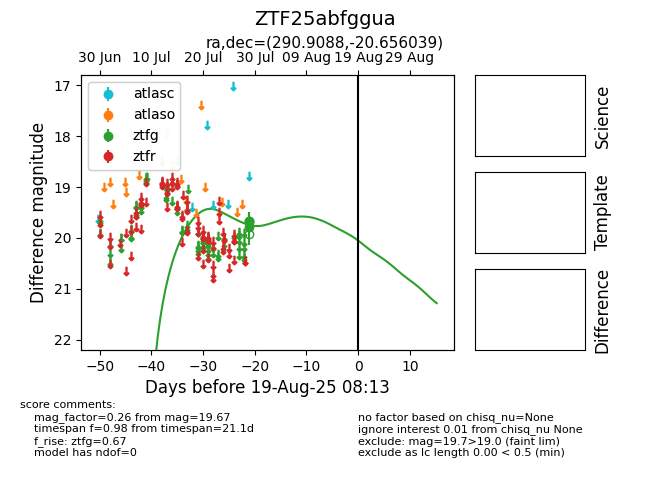 ZTF25abfggua
ra,dec=(290.9088,-20.656039)
30 Jun 10 Jul 20 Jul 30 Jul 09 Aug 19 Aug 29 Aug
atlasc
atlaso
ztfg
ztfr
17
18
19
20
21
22
Difference magnitude
−50 −40 −30 −20 −10 0 10
Days before 19-Aug-25 08:13
Science
Template
Difference
score comments:
mag_factor=0.26 from mag=19.67
timespan f=0.98 from timespan=21.1d
f_rise: ztfg=0.67
model has ndof=0
no factor based on chisq_nu=None
ignore interest 0.01 from chisq_nu None
exclude: mag=19.7>19.0 (faint lim)
exclude as lc length 0.00 < 0.5 (min)